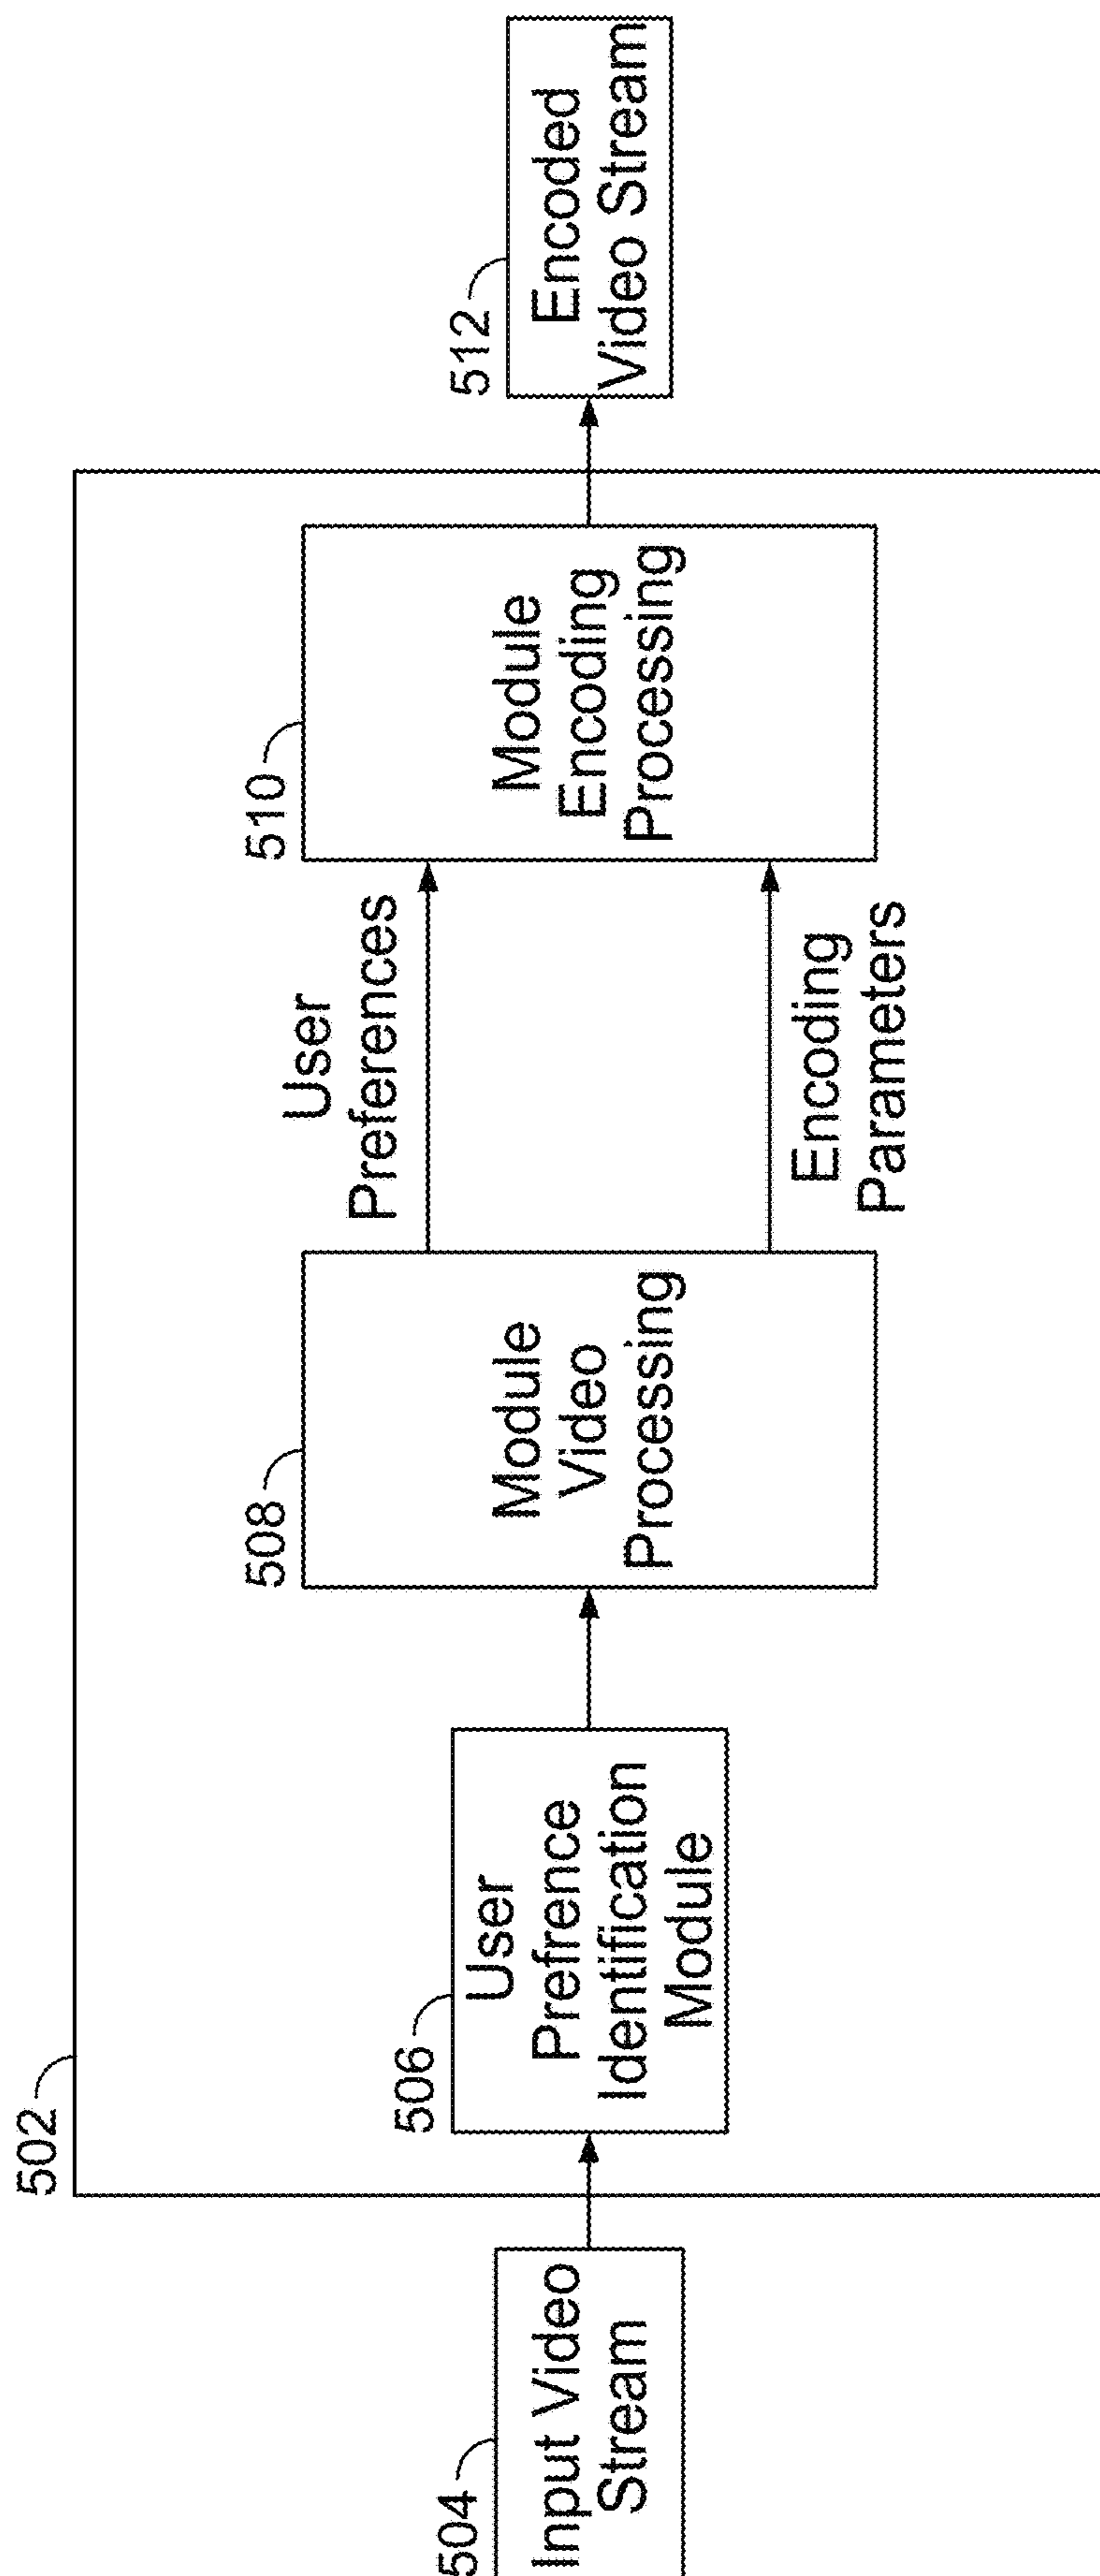 502
504
Input Video
Stream
506
User
Prefrence
Identification
Module
508
Module
Video
Processing
User
Preferences
Encoding
Parameters
510
Module
Encoding
Processing
512
Encoded
Video Stream